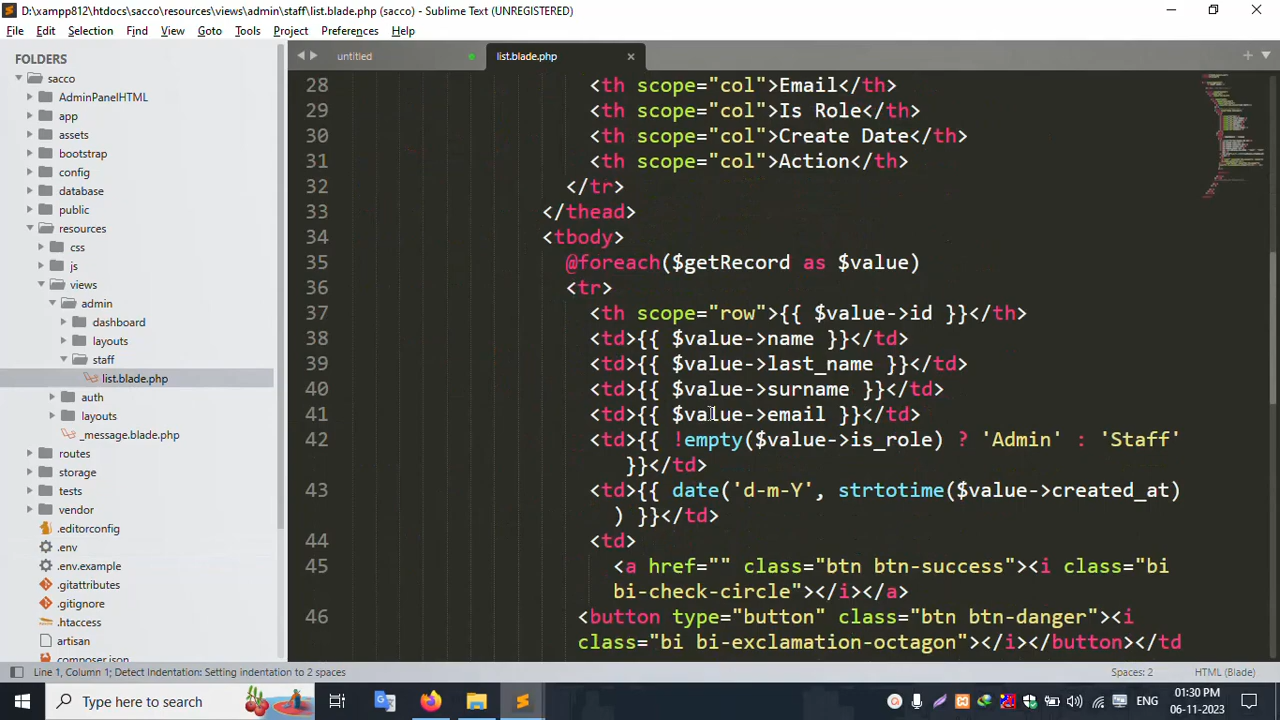 D:\xampp812\htdocs\sacco\resources\views\admin\staff\list.blade.php (sacco) - Sublime Text (UNREGISTERED)
File Edit Selection Find View Goto Tools Project Preferences Help
FOLDERS
sacco
AdminPanelHTML
app
assets
bootstrap
config
database
public
resources
css
js
views
admin
dashboard
layouts
staff
list.blade.php
auth
layouts
_message.blade.php
routes
storage
tests
vendor
.editorconfig
.env
.env.example
.gitattributes
.gitignore
.htaccess
artisan
composer.json
untitled
list.blade.php
28 <th scope="col">Email</th>
29 <th scope="col">Is Role</th>
30 <th scope="col">Create Date</th>
31 <th scope="col">Action</th>
32 </tr>
33 </thead>
34 <tbody>
35 @foreach($getRecord as $value)
36 <tr>
37 <th scope="row">{{ $value->id }}</th>
38 <td>{{ $value->name }}</td>
39 <td>{{ $value->last_name }}</td>
40 <td>{{ $value->surname }}</td>
41 <td>{{ $value->email }}</td>
42 <td>{{ !empty($value->is_role) ? 'Admin' : 'Staff'
}}</td>
43 <td>{{ date('d-m-Y', strtotime($value->created_at)
) }}</td>
44 <td>
45 <a href="" class="btn btn-success"><i class="bi
bi-check-circle"></i></a>
46 <button type="button" class="btn btn-danger"><i
class="bi bi-exclamation-octagon"></i></button></td
Line 1, Column 1; Detect Indentation: Setting indentation to 2 spaces
Spaces: 2
HTML (Blade)
Type here to search
ENG
01:30 PM
06-11-2023